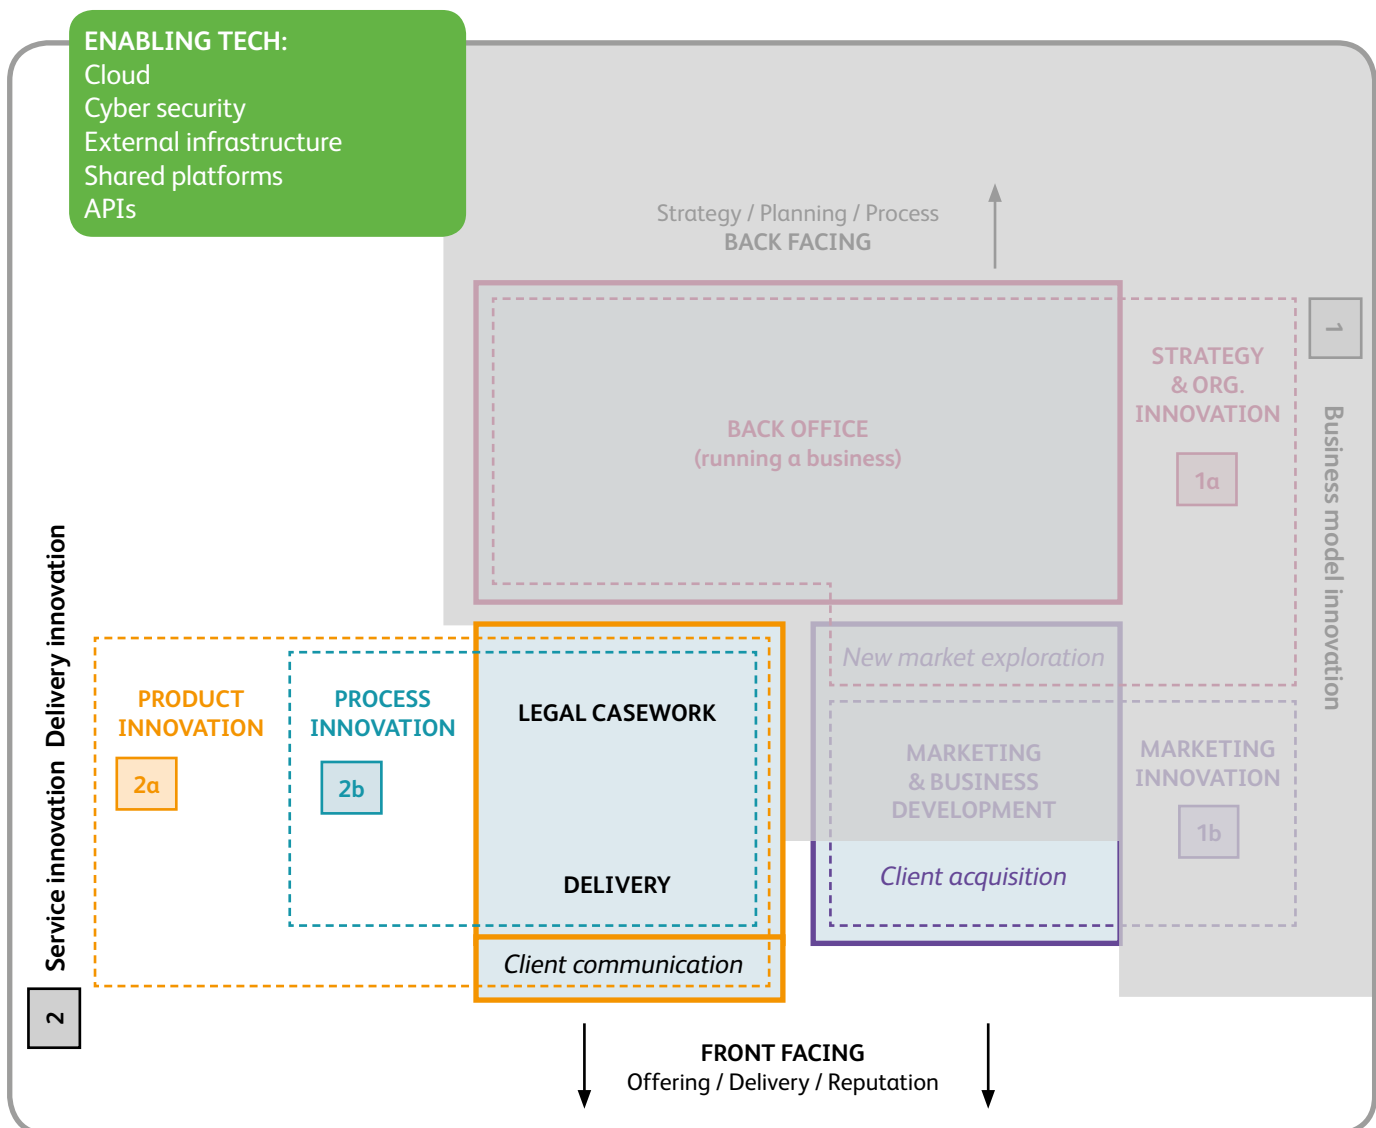 ENABLING TECH:
Cloud
Cyber security
External infrastructure
Shared platforms
APIs
Strategy / Planning / Process
BACK FACING
BACK OFFICE
(running a business)
STRATEGY
& ORG.
INNOVATION
1a
1
Business model innovation
Service innovation Delivery innovation
2
PRODUCT
INNOVATION
2a
PROCESS
INNOVATION
2b
LEGAL CASEWORK
DELIVERY
Client communication
New market exploration
MARKETING
& BUSINESS
DEVELOPMENT
Client acquisition
MARKETING
INNOVATION
1b
FRONT FACING
Offering / Delivery / Reputation